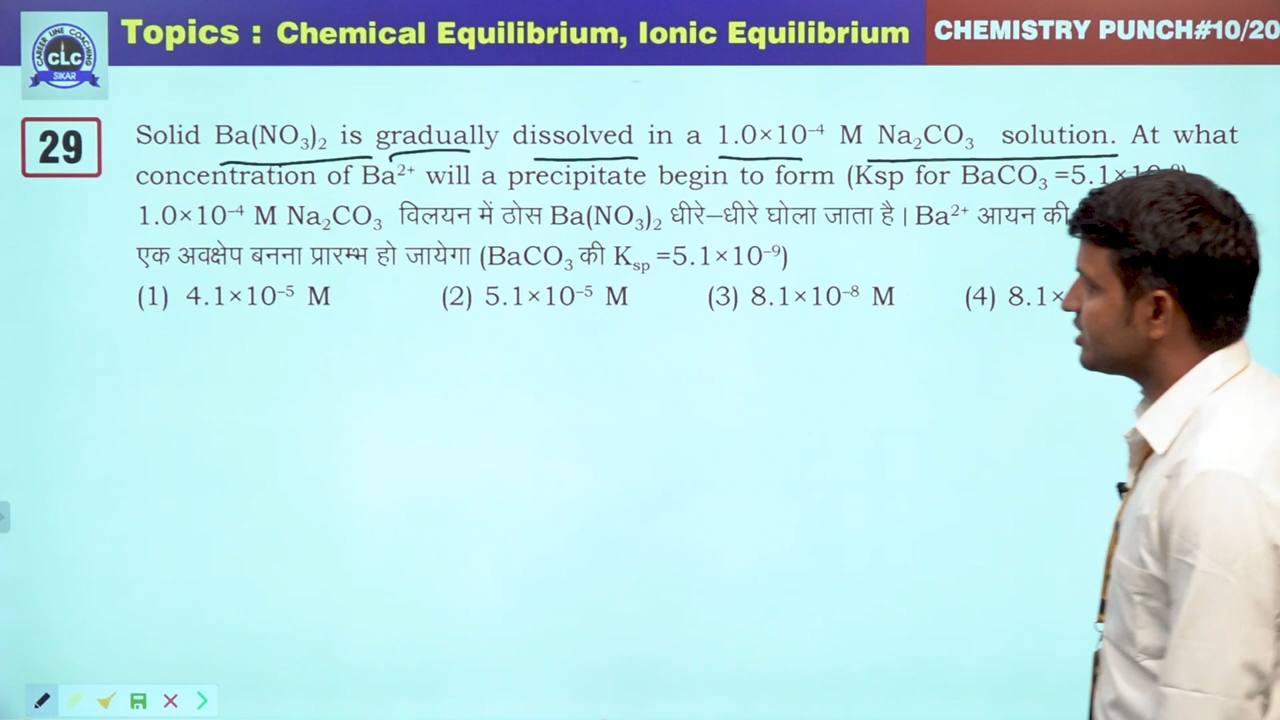 Topics : Chemical Equilibrium, Ionic Equilibrium
CHEMISTRY PUNCH#10/20
CAREER LINE COACHING
CLC
SIKAR
29
Solid Ba(NO₃)₂ is gradually dissolved in a 1.0×10⁻⁴ M Na₂CO₃ solution. At what
concentration of Ba²⁺ will a precipitate begin to form (Ksp for BaCO₃ =5.1×10
1.0×10⁻⁴ M Na₂CO₃ विलयन में ठोस Ba(NO₃)₂ धीरे–धीरे घोला जाता है। Ba²⁺ आयन की
एक अवक्षेप बनना प्रारम्भ हो जायेगा (BaCO₃ की Kₛₚ =5.1×10⁻⁹)
(1) 4.1×10⁻⁵ M (2) 5.1×10⁻⁵ M (3) 8.1×10⁻⁸ M (4) 8.1×